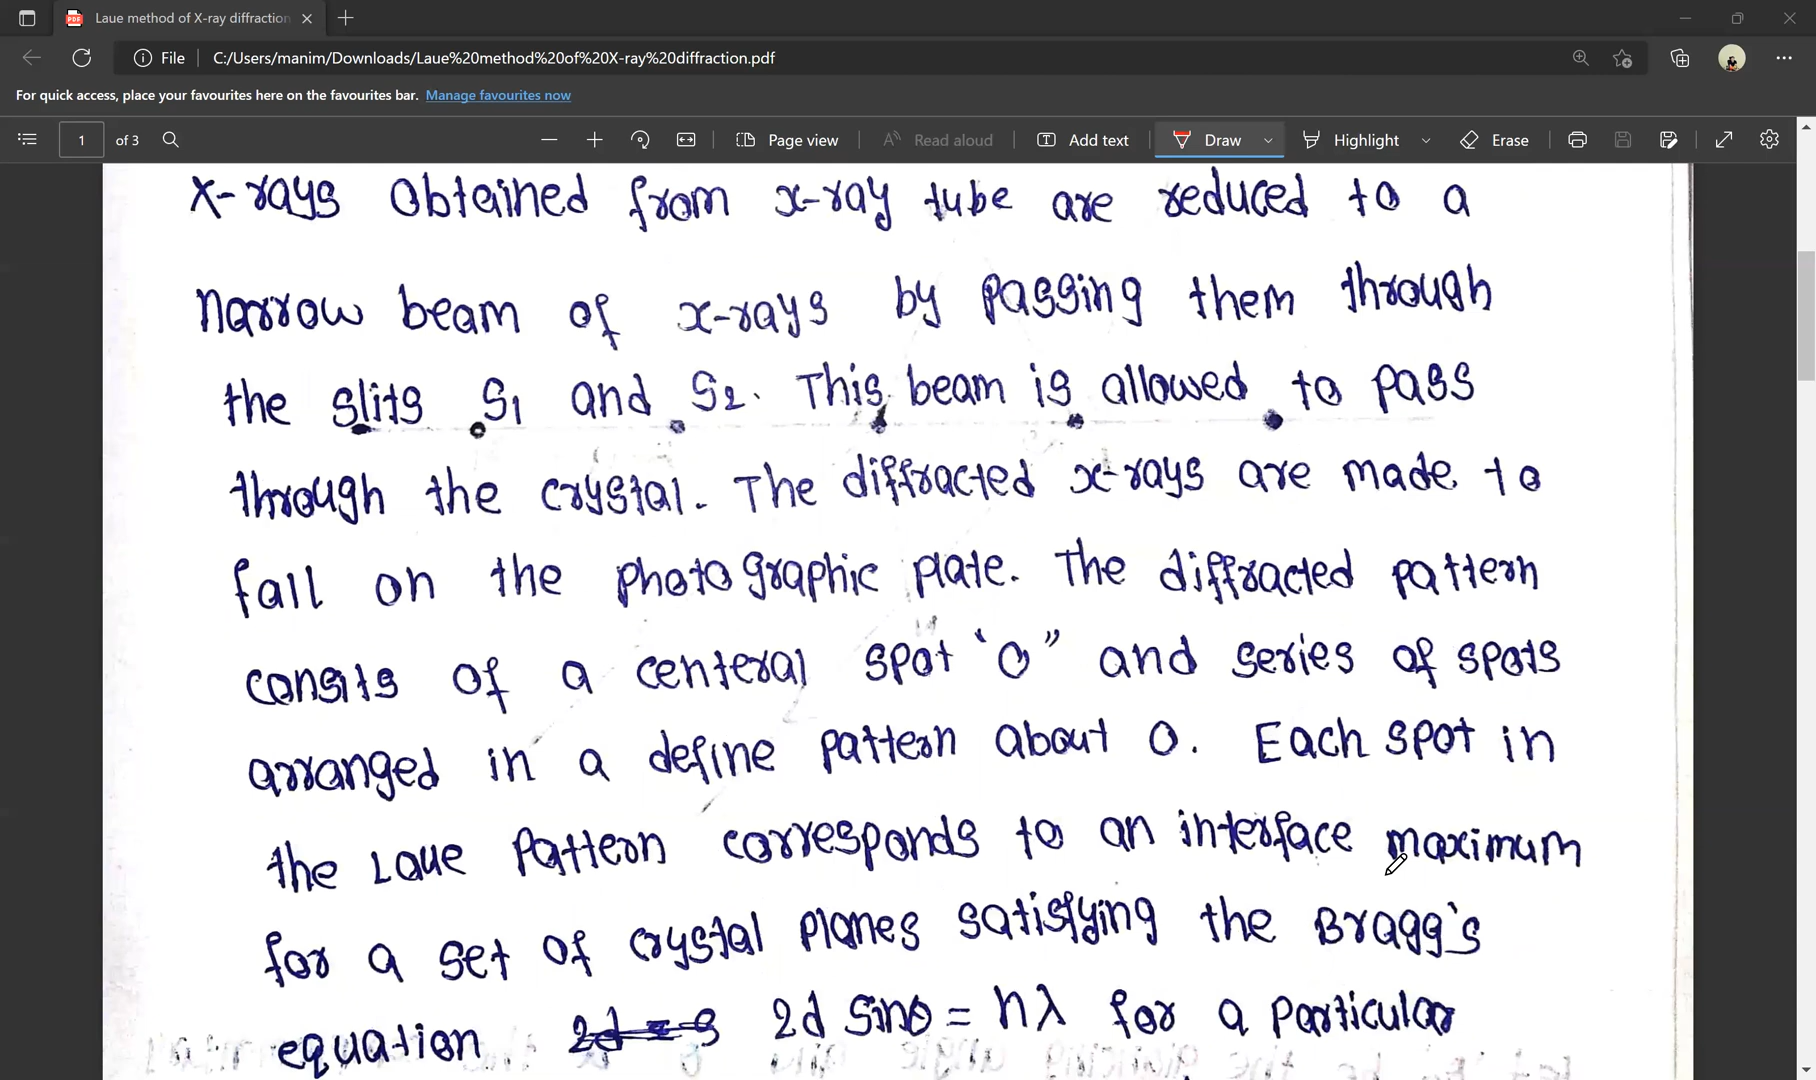 Laue method of X-ray diffraction
File C:/Users/manim/Downloads/Laue%20method%20of%20X-ray%20diffraction.pdf
For quick access, place your favourites here on the favourites bar. Manage favourites now
1 of 3 Page view Read aloud Add text Draw Highlight Erase
X-rays obtained from x-ray tube are reduced to a
narrow beam of x-rays by passing them through
the slits S1 and S2. This beam is allowed to pass
through the crystal. The diffracted x-rays are made to
fall on the photographic plate. The diffracted pattern
consits of a centeral spot "O" and series of spots
arranged in a define pattern about O. Each spot in
the Laue Pattern corresponds to an interface maximum
for a set of crystal planes satisfying the Bragg's
equation 2d sinθ = nλ for a particular